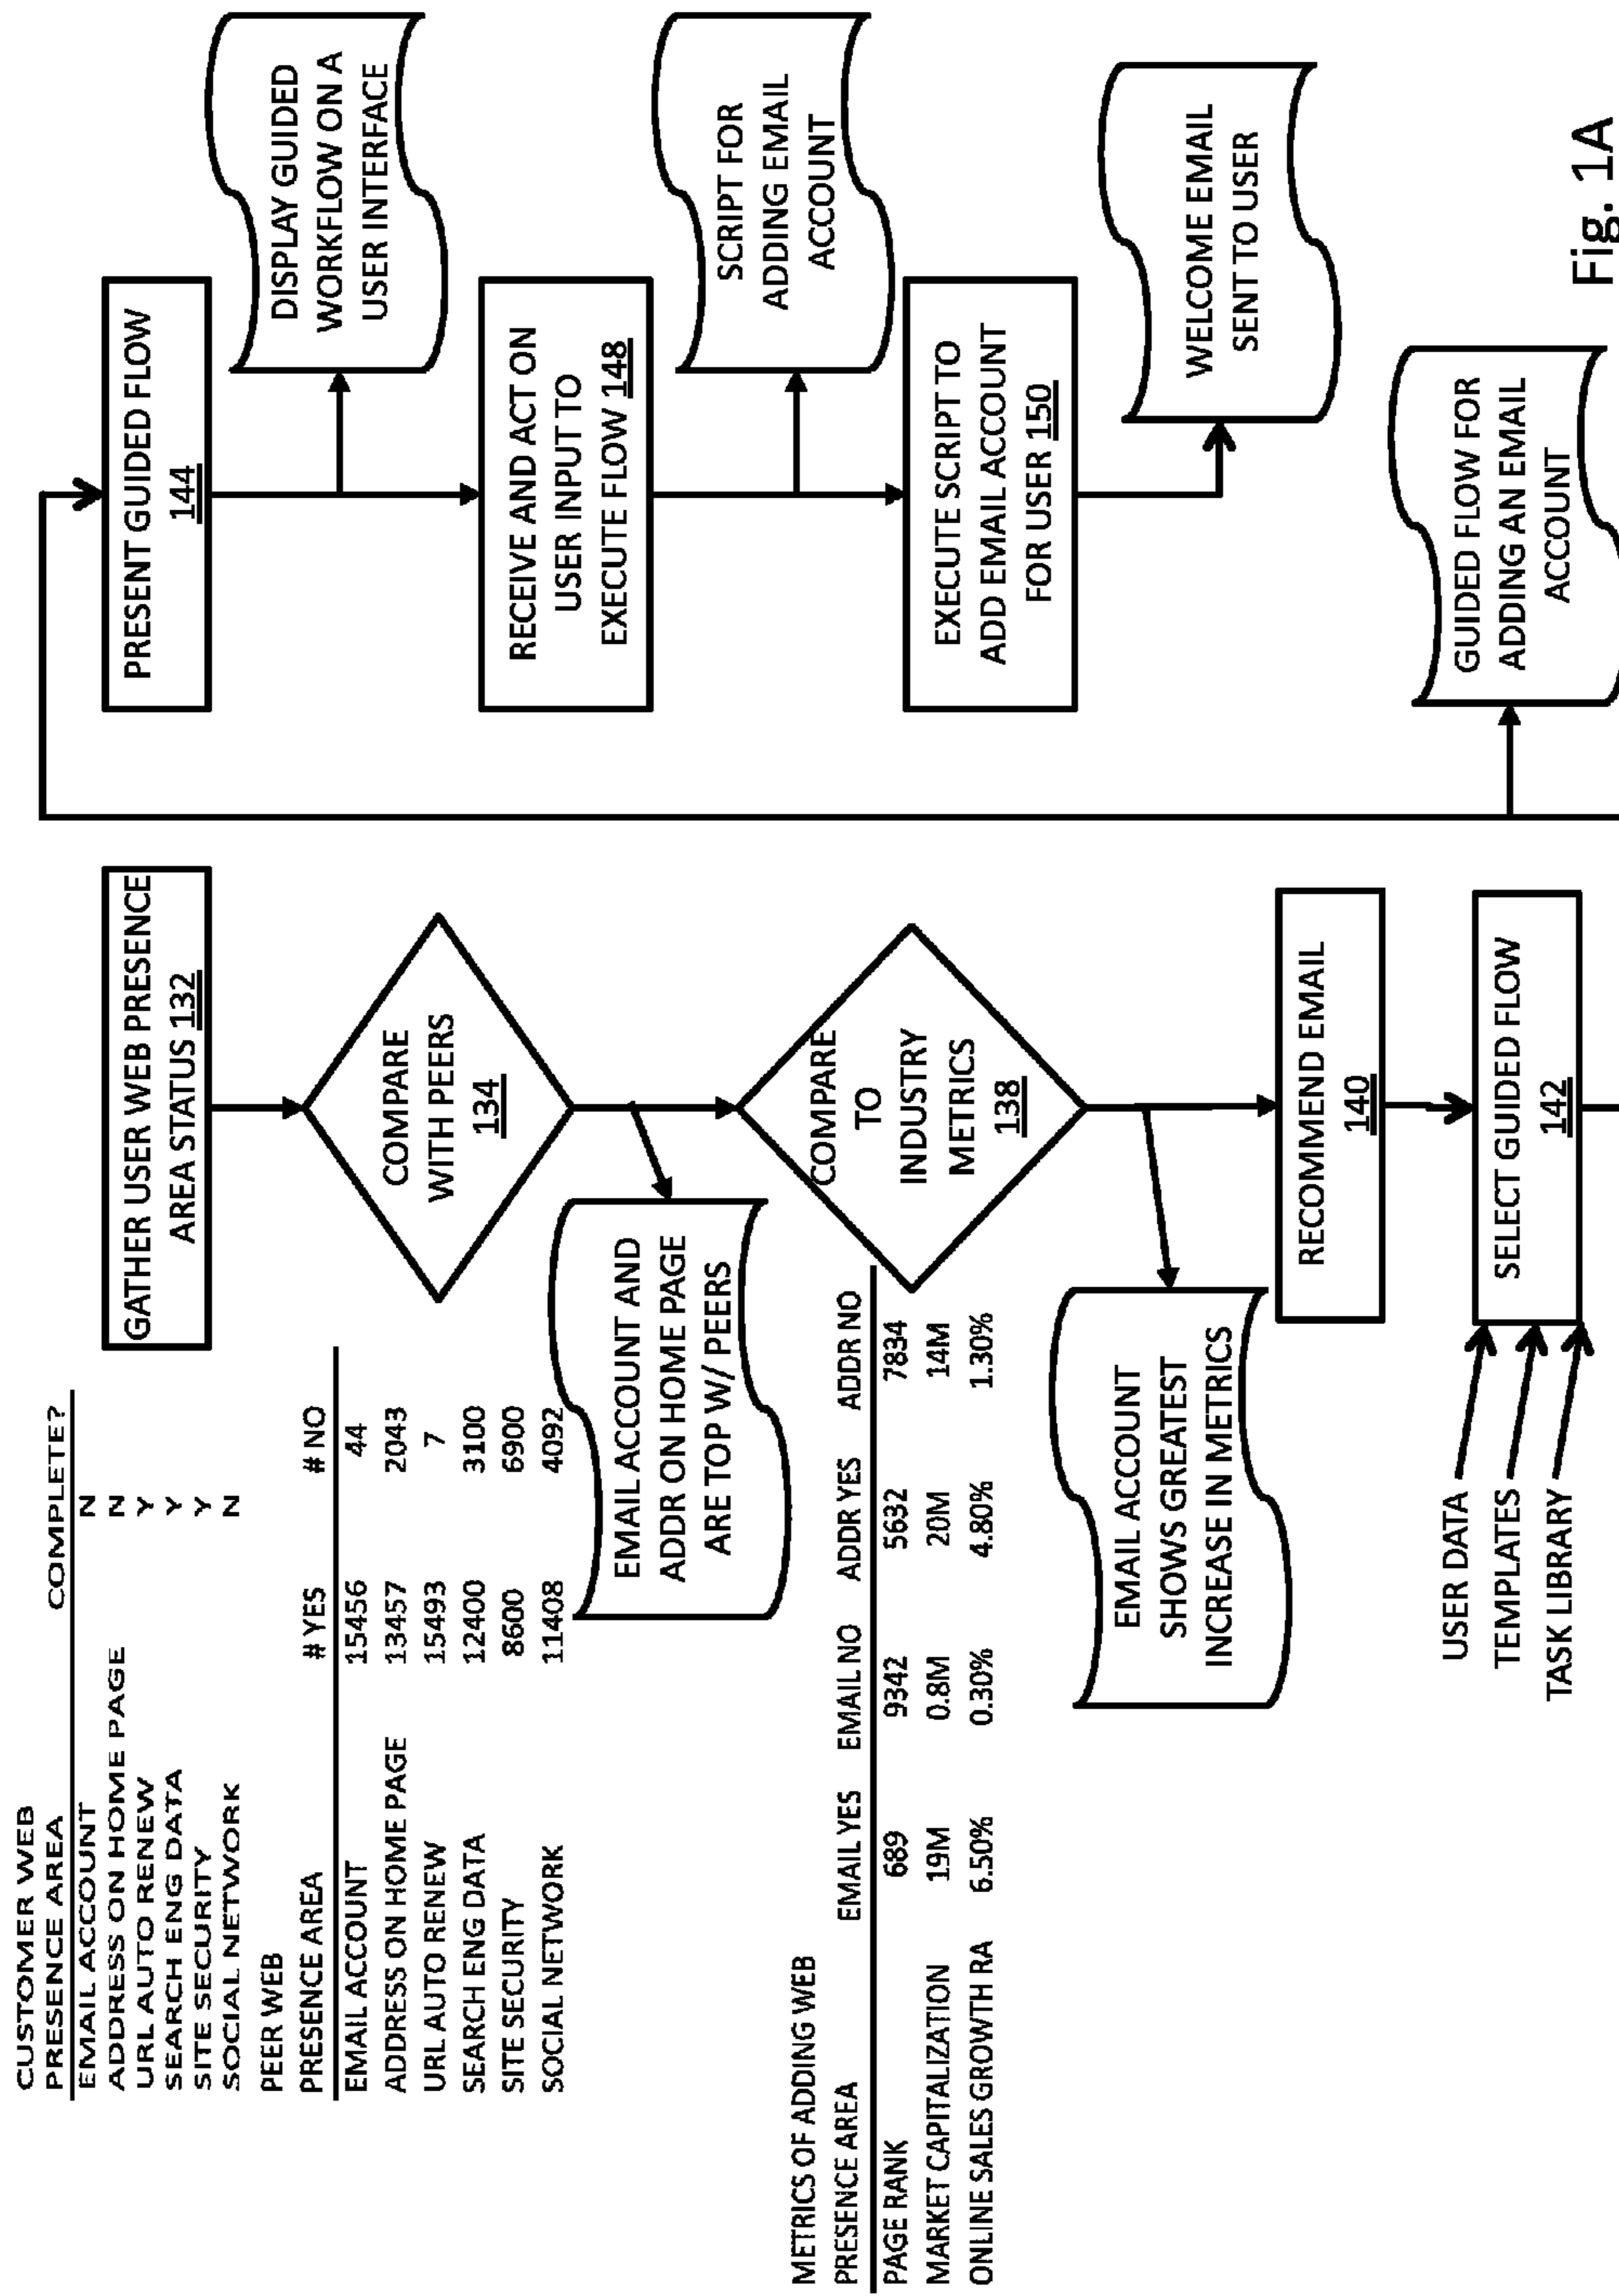 CUSTOMER WEB
PRESENCE AREA COMPLETE?
EMAIL ACCOUNT N
ADDRESS ON HOME PAGE N
URL AUTO RENEW Y
SEARCH ENG DATA Y
SITE SECURITY Y
SOCIAL NETWORK N
PEER WEB
PRESENCE AREA # YES # NO
EMAIL ACCOUNT 15456 44
ADDRESS ON HOME PAGE 13457 2043
URL AUTO RENEW 15493 7
SEARCH ENG DATA 12400 3100
SITE SECURITY 8600 6900
SOCIAL NETWORK 11408 4092
METRICS OF ADDING WEB
PRESENCE AREA EMAIL YES EMAIL NO ADDR YES ADDR NO
PAGE RANK 689 9342 5632 7834
MARKET CAPITALIZATION 19M 0.8M 20M 14M
ONLINE SALES GROWTH RA 6.50% 0.30% 4.80% 1.30%
GATHER USER WEB PRESENCE
AREA STATUS 132
COMPARE
WITH PEERS
134
EMAIL ACCOUNT AND
ADDR ON HOME PAGE
ARE TOP W/ PEERS
COMPARE
TO
INDUSTRY
METRICS
138
EMAIL ACCOUNT
SHOWS GREATEST
INCREASE IN METRICS
RECOMMEND EMAIL
140
USER DATA
TEMPLATES
TASK LIBRARY
SELECT GUIDED FLOW
142
GUIDED FLOW FOR
ADDING AN EMAIL
ACCOUNT
PRESENT GUIDED FLOW
144
DISPLAY GUIDED
WORKFLOW ON A
USER INTERFACE
RECEIVE AND ACT ON
USER INPUT TO
EXECUTE FLOW 148
SCRIPT FOR
ADDING EMAIL
ACCOUNT
EXECUTE SCRIPT TO
ADD EMAIL ACCOUNT
FOR USER 150
WELCOME EMAIL
SENT TO USER
Fig. 1A